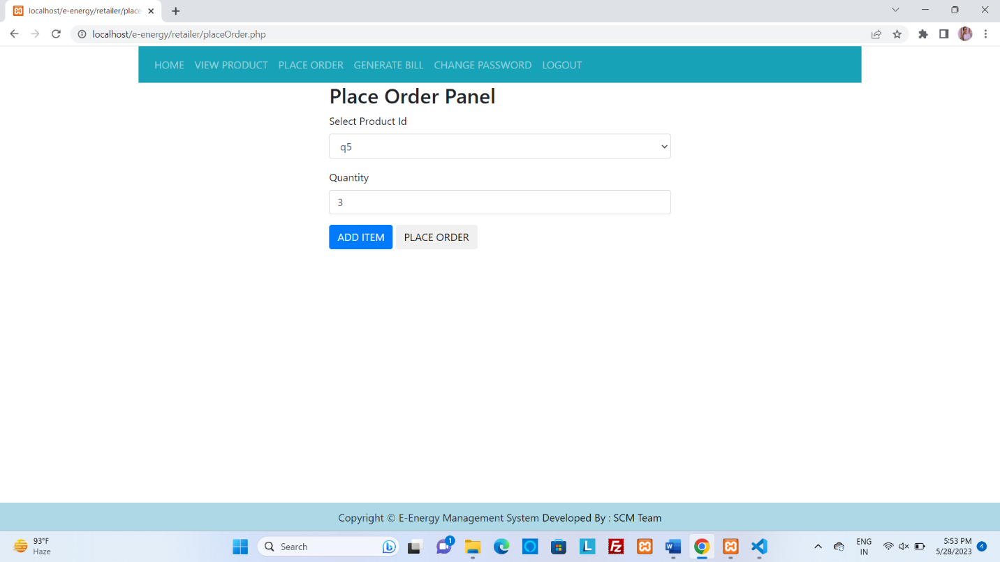 localhost/e-energy/retailer/place
localhost/e-energy/retailer/placeOrder.php
HOME VIEW PRODUCT PLACE ORDER GENERATE BILL CHANGE PASSWORD LOGOUT
Place Order Panel
Select Product Id
q5
Quantity
3
ADD ITEM PLACE ORDER
Copyright © E-Energy Management System Developed By : SCM Team
93°F
Haze
Search
1
L
Fz
W
ENG
IN
5:53 PM
5/28/2023
4